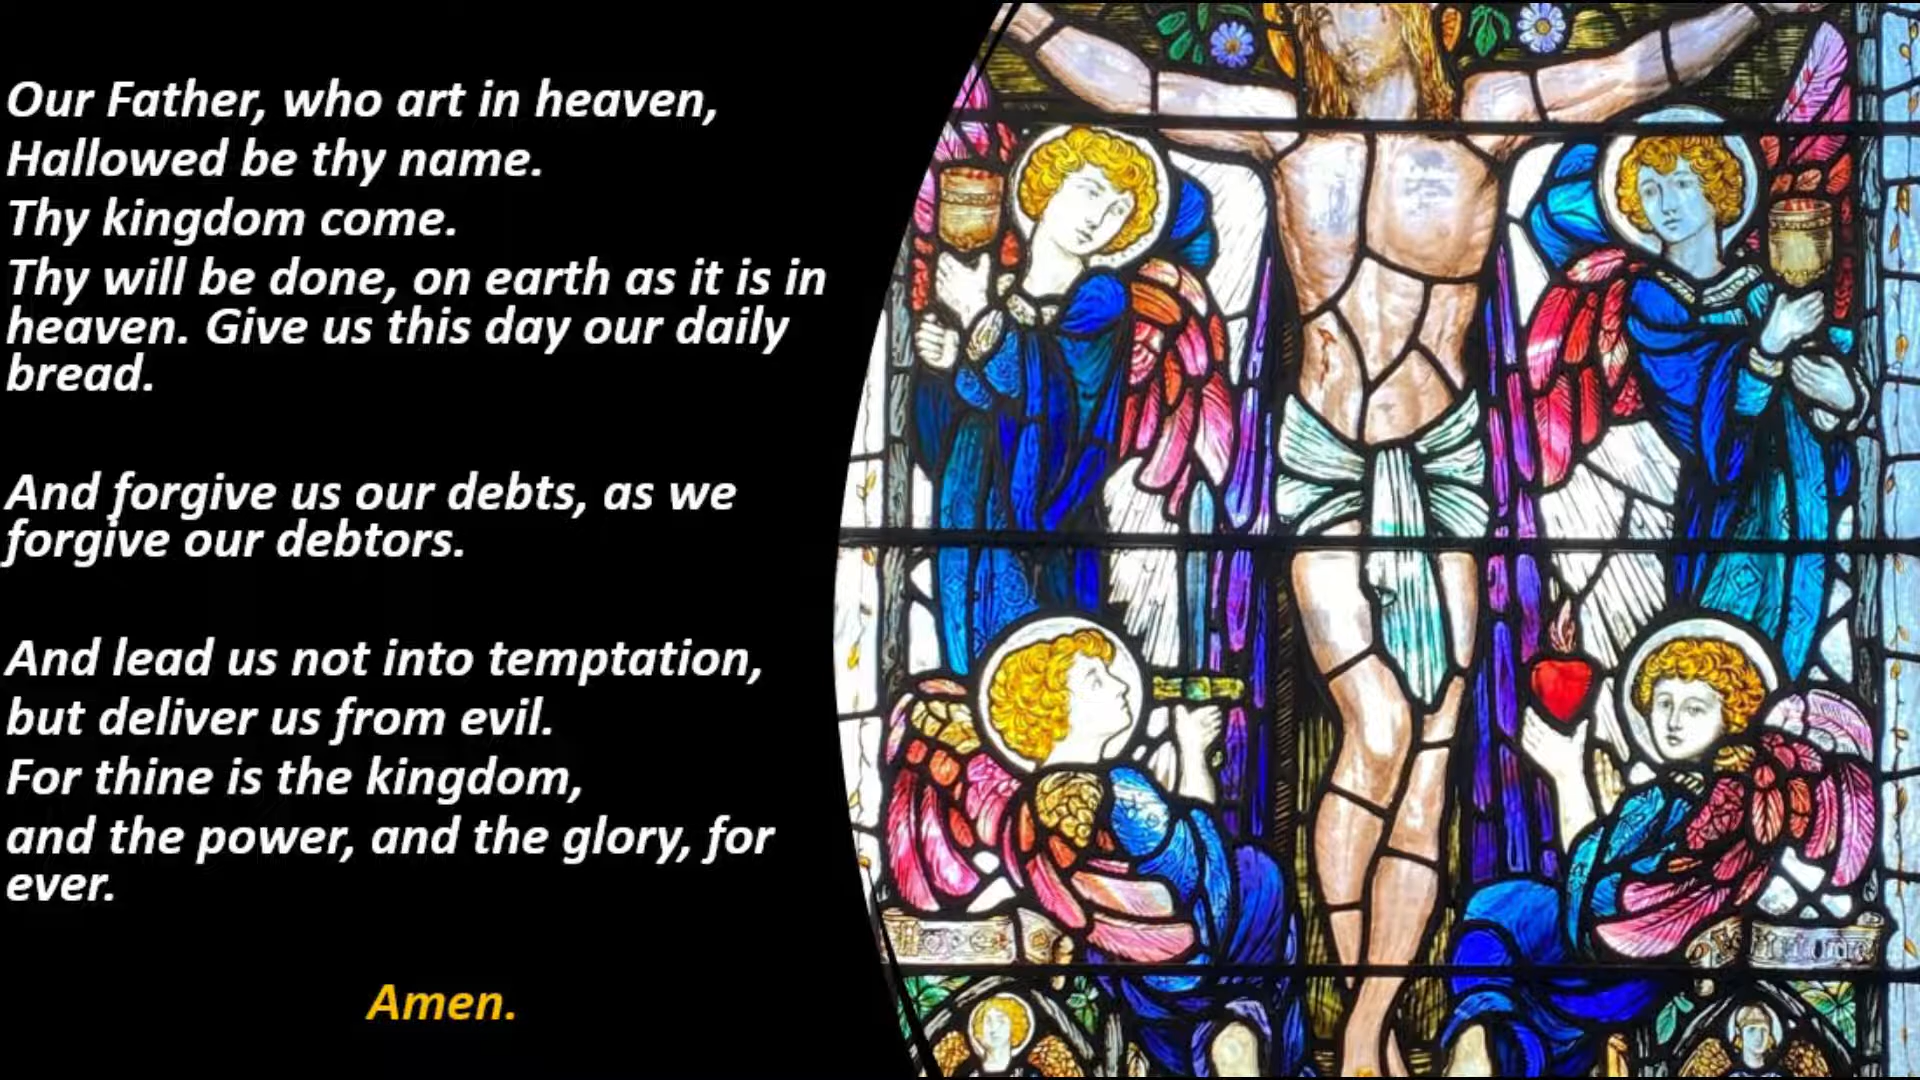 Our Father, who art in heaven,
Hallowed be thy name.
Thy kingdom come.
Thy will be done, on earth as it is in
heaven. Give us this day our daily
bread.
And forgive us our debts, as we
forgive our debtors.
And lead us not into temptation,
but deliver us from evil.
For thine is the kingdom,
and the power, and the glory, for
ever.
Amen.
Hope